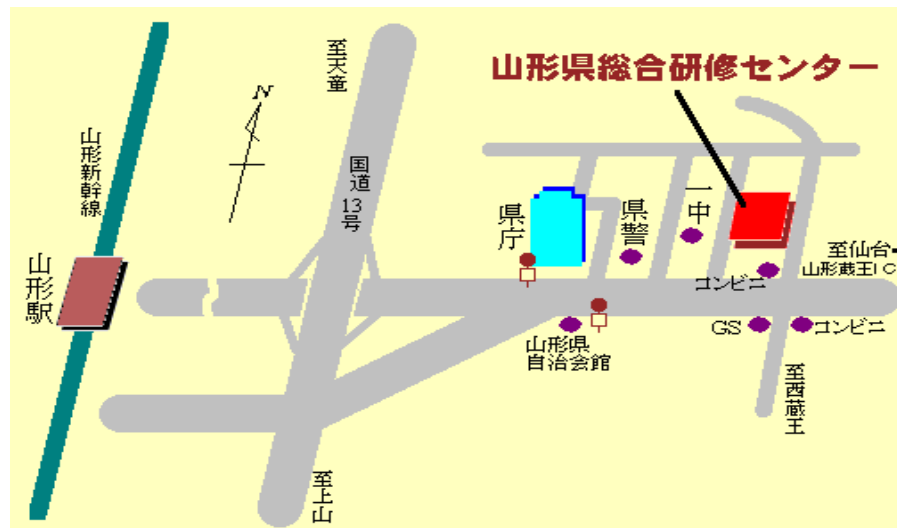 山形県総合研修センター
至天童
N
山形新幹線
国道13号
一中
県庁
県警
至仙台
山形蔵王IC
山形駅
コンビニ
GS
コンビニ
山形県
自治会館
至西蔵王
至上山